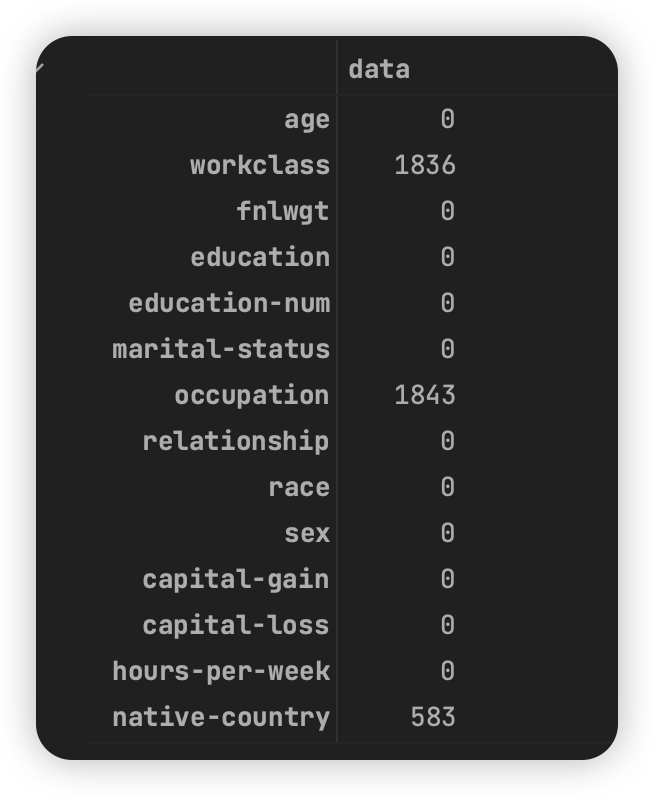 data
age 0
workclass 1836
fnlwgt 0
education 0
education-num 0
marital-status 0
occupation 1843
relationship 0
race 0
sex 0
capital-gain 0
capital-loss 0
hours-per-week 0
native-country 583